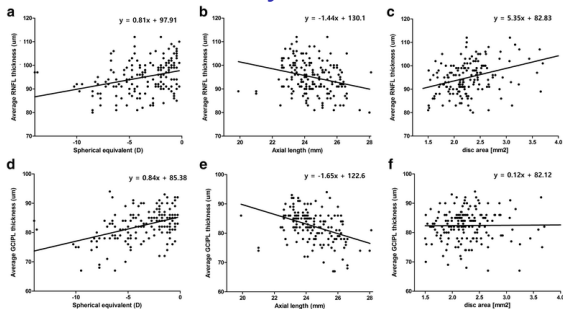 a
y = 0.81x + 97.91
Average RNFL thickness (um)
120
110
100
90
80
70
-10
-5
0
Spherical equivalent (D)
b
y = -1.44x + 130.1
Average RNFL thickness (um)
120
110
100
90
80
70
20
22
24
26
28
Axial length (mm)
c
y = 5.35x + 82.83
Average RNFL thickness (um)
120
110
100
90
80
70
1.5
2.0
2.5
3.0
3.5
4.0
disc area [mm2]
d
y = 0.84x + 85.38
Average GCIPL thickness (um)
100
90
80
70
60
-10
-5
0
Spherical equivalent (D)
e
y = -1.65x + 122.6
Average GCIPL thickness (um)
100
90
80
70
60
20
22
24
26
28
Axial length (mm)
f
y = 0.12x + 82.12
Average GCIPL thickness (um)
100
90
80
70
60
1.5
2.0
2.5
3.0
3.5
4.0
disc area [mm2]